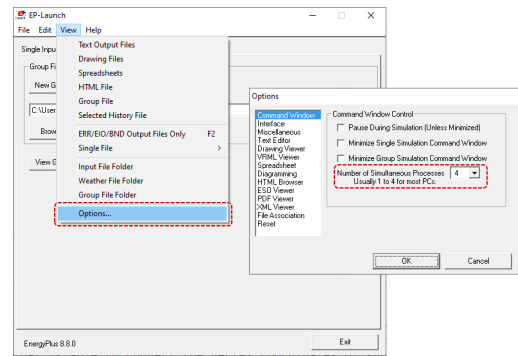 EP-Launch
File Edit View Help
Single Inpu
Group Fi
New G
C:\User
Brow
View G
Text Output Files
Drawing Files
Spreadsheets
HTML File
Group File
Selected History File
ERR/EIO/BND Output Files Only F2
Single File >
Input File Folder
Weather File Folder
Group File Folder
Options...
EnergyPlus 8.8.0
Exit
Options
Command Window
Interface
Miscellaneous
Text Editor
Drawing Viewer
VRML Viewer
Spreadsheet
Diagramming
HTML Browser
ESO Viewer
PDF Viewer
XML Viewer
File Association
Reset
Command Window Control
Pause During Simulation (Unless Minimized)
Minimize Single Simulation Command Window
Minimize Group Simulation Command Window
Number of Simultaneous Processes 4
Usually 1 to 4 for most PCs.
OK Cancel